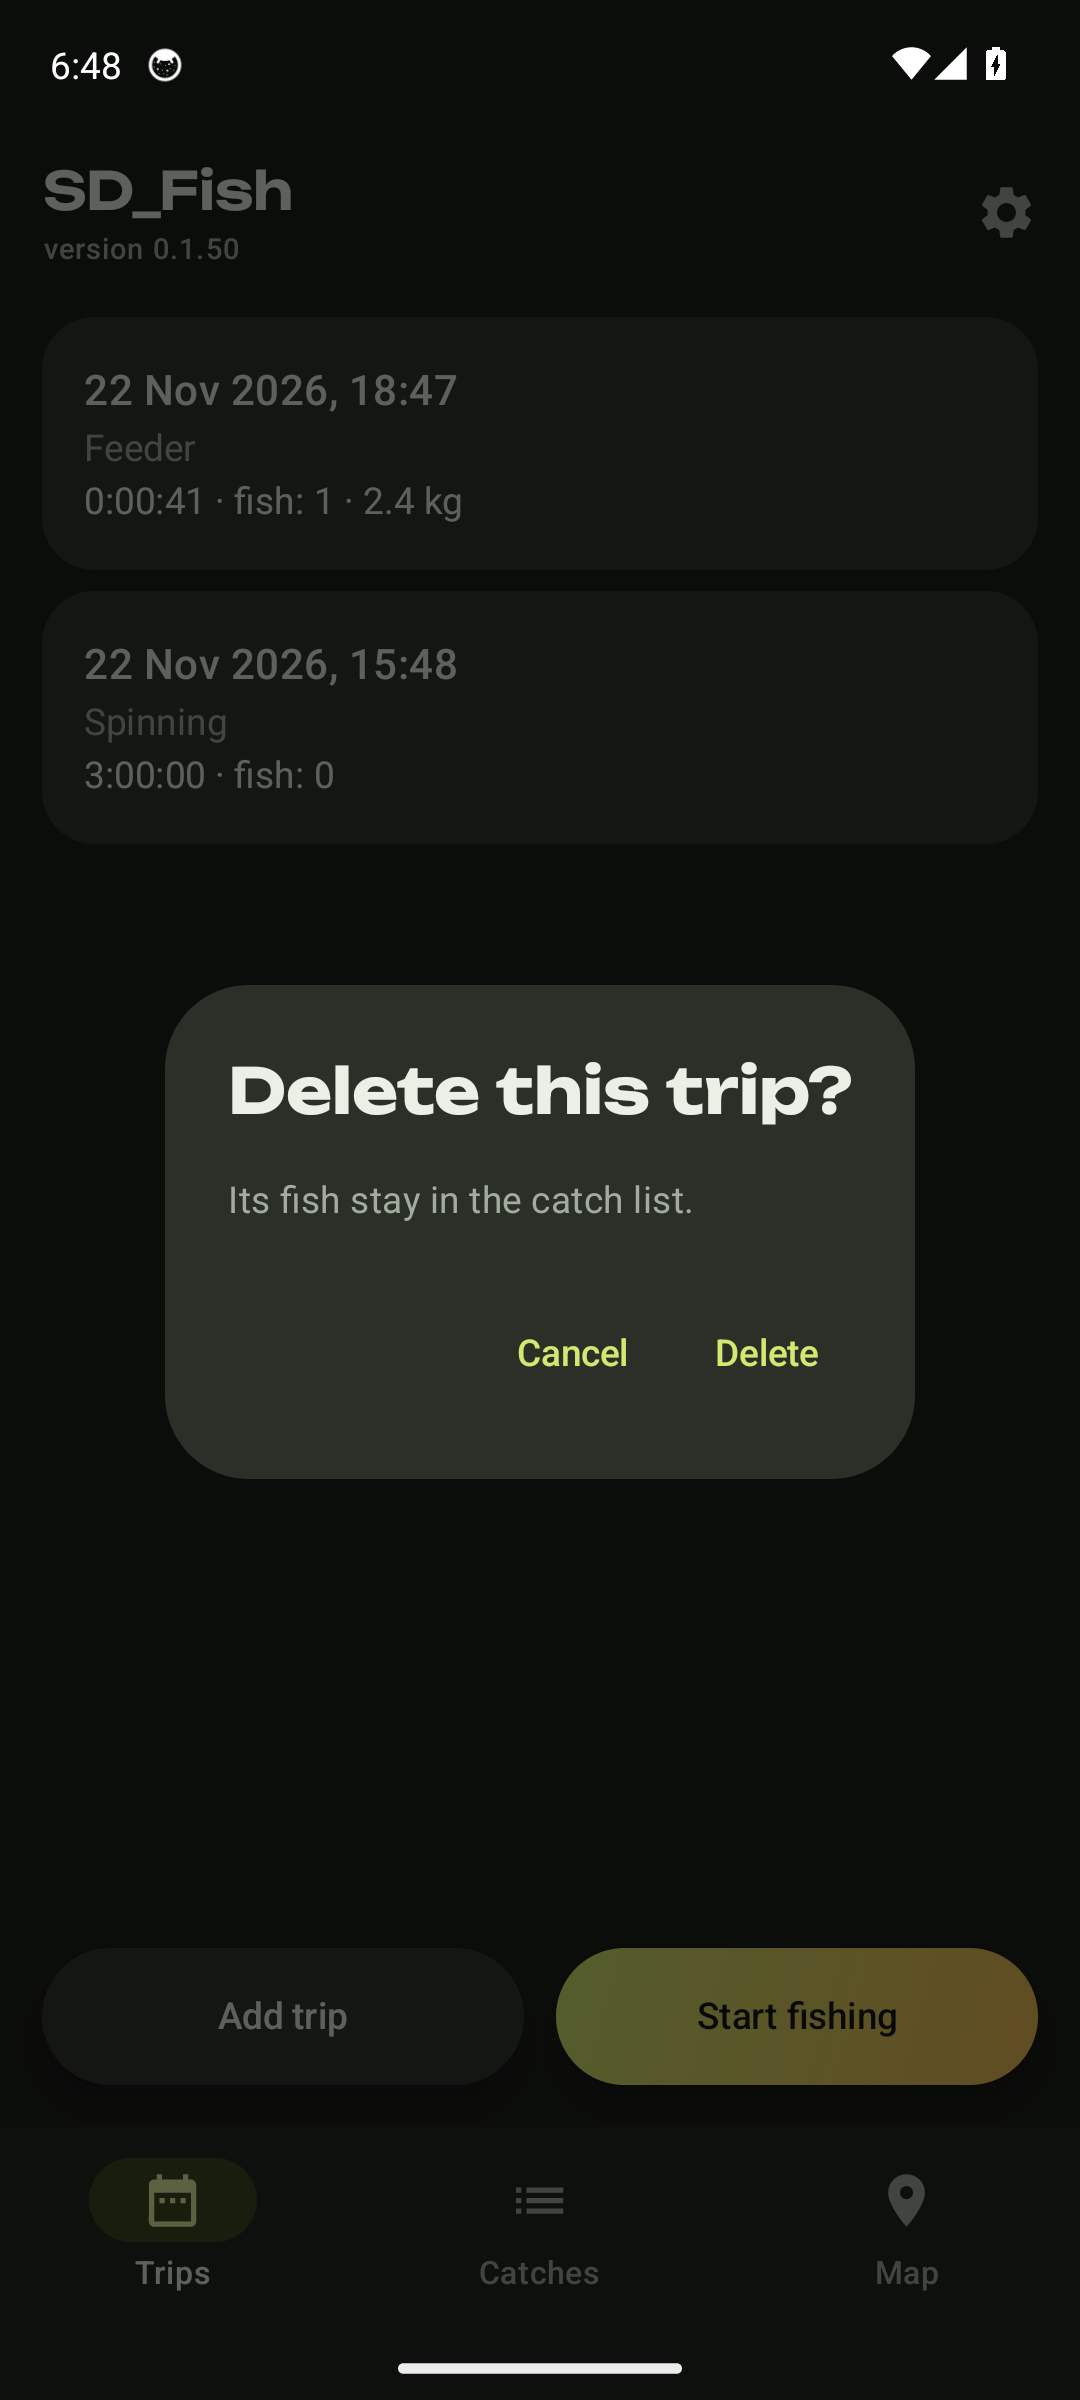 6:48
SD_Fish
version 0.1.50
22 Nov 2026, 18:47
Feeder
0:00:41 · fish: 1 · 2.4 kg
22 Nov 2026, 15:48
Spinning
3:00:00 · fish: 0
Delete this trip?
Its fish stay in the catch list.
Cancel Delete
Add trip Start fishing
Trips Catches Map